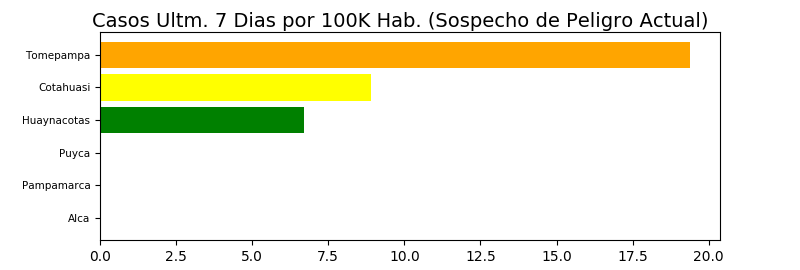 Casos Ultm. 7 Dias por 100K Hab. (Sospecho de Peligro Actual)
Tomepampa
Cotahuasi
Huaynacotas
Puyca
Pampamarca
Alca
0.0 2.5 5.0 7.5 10.0 12.5 15.0 17.5 20.0